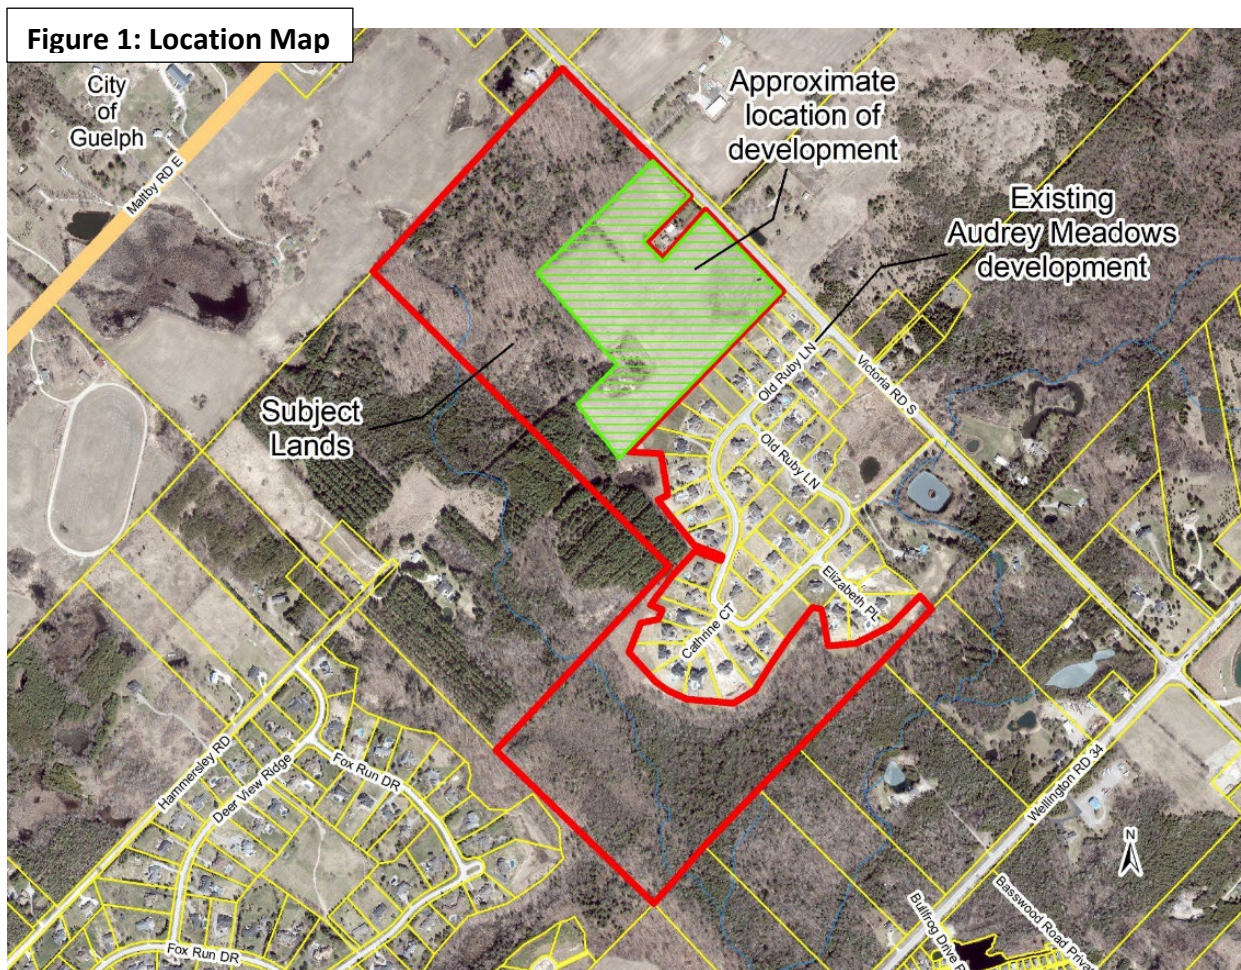 Figure 1: Location Map
City
of
Guelph
Maltby RD E
Approximate
location of
development
Existing
Audrey Meadows
development
Old Ruby LN
Victoria RD S
Subject
Lands
Old Ruby LN
Elizabeth PL
Cathrine CT
Hammersley RD
Deer View Ridge
Fox Run DR
Wellington RD 34
N
Basswood Road Priva
Bullfrog Drive P
Fox Run DR